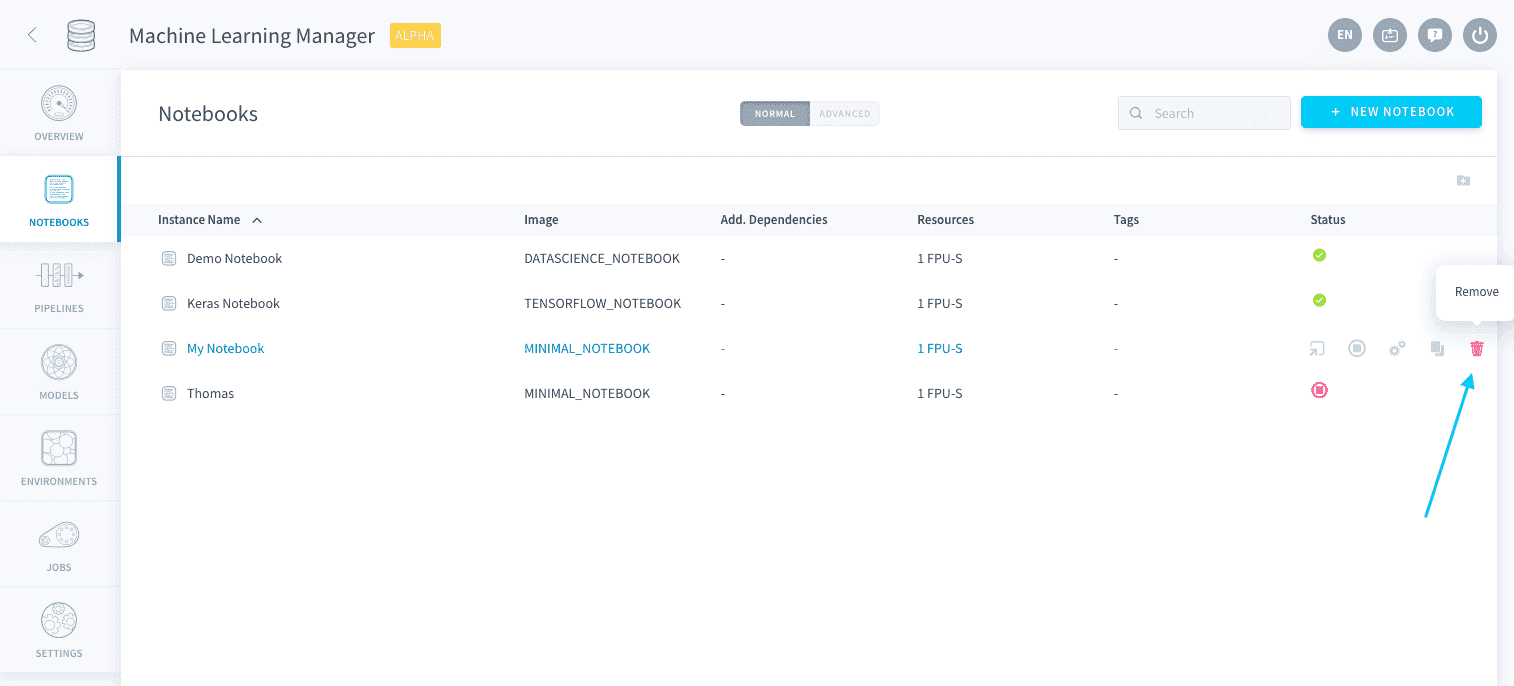 Machine Learning Manager ALPHA EN
OVERVIEW
NOTEBOOKS
PIPELINES
MODELS
ENVIRONMENTS
JOBS
SETTINGS
Notebooks NORMAL ADVANCED Search + NEW NOTEBOOK
Instance Name Image Add. Dependencies Resources Tags Status
Demo Notebook DATASCIENCE_NOTEBOOK - 1 FPU-S -
Keras Notebook TENSORFLOW_NOTEBOOK - 1 FPU-S -
Remove
My Notebook MINIMAL_NOTEBOOK - 1 FPU-S -
Thomas MINIMAL_NOTEBOOK - 1 FPU-S -